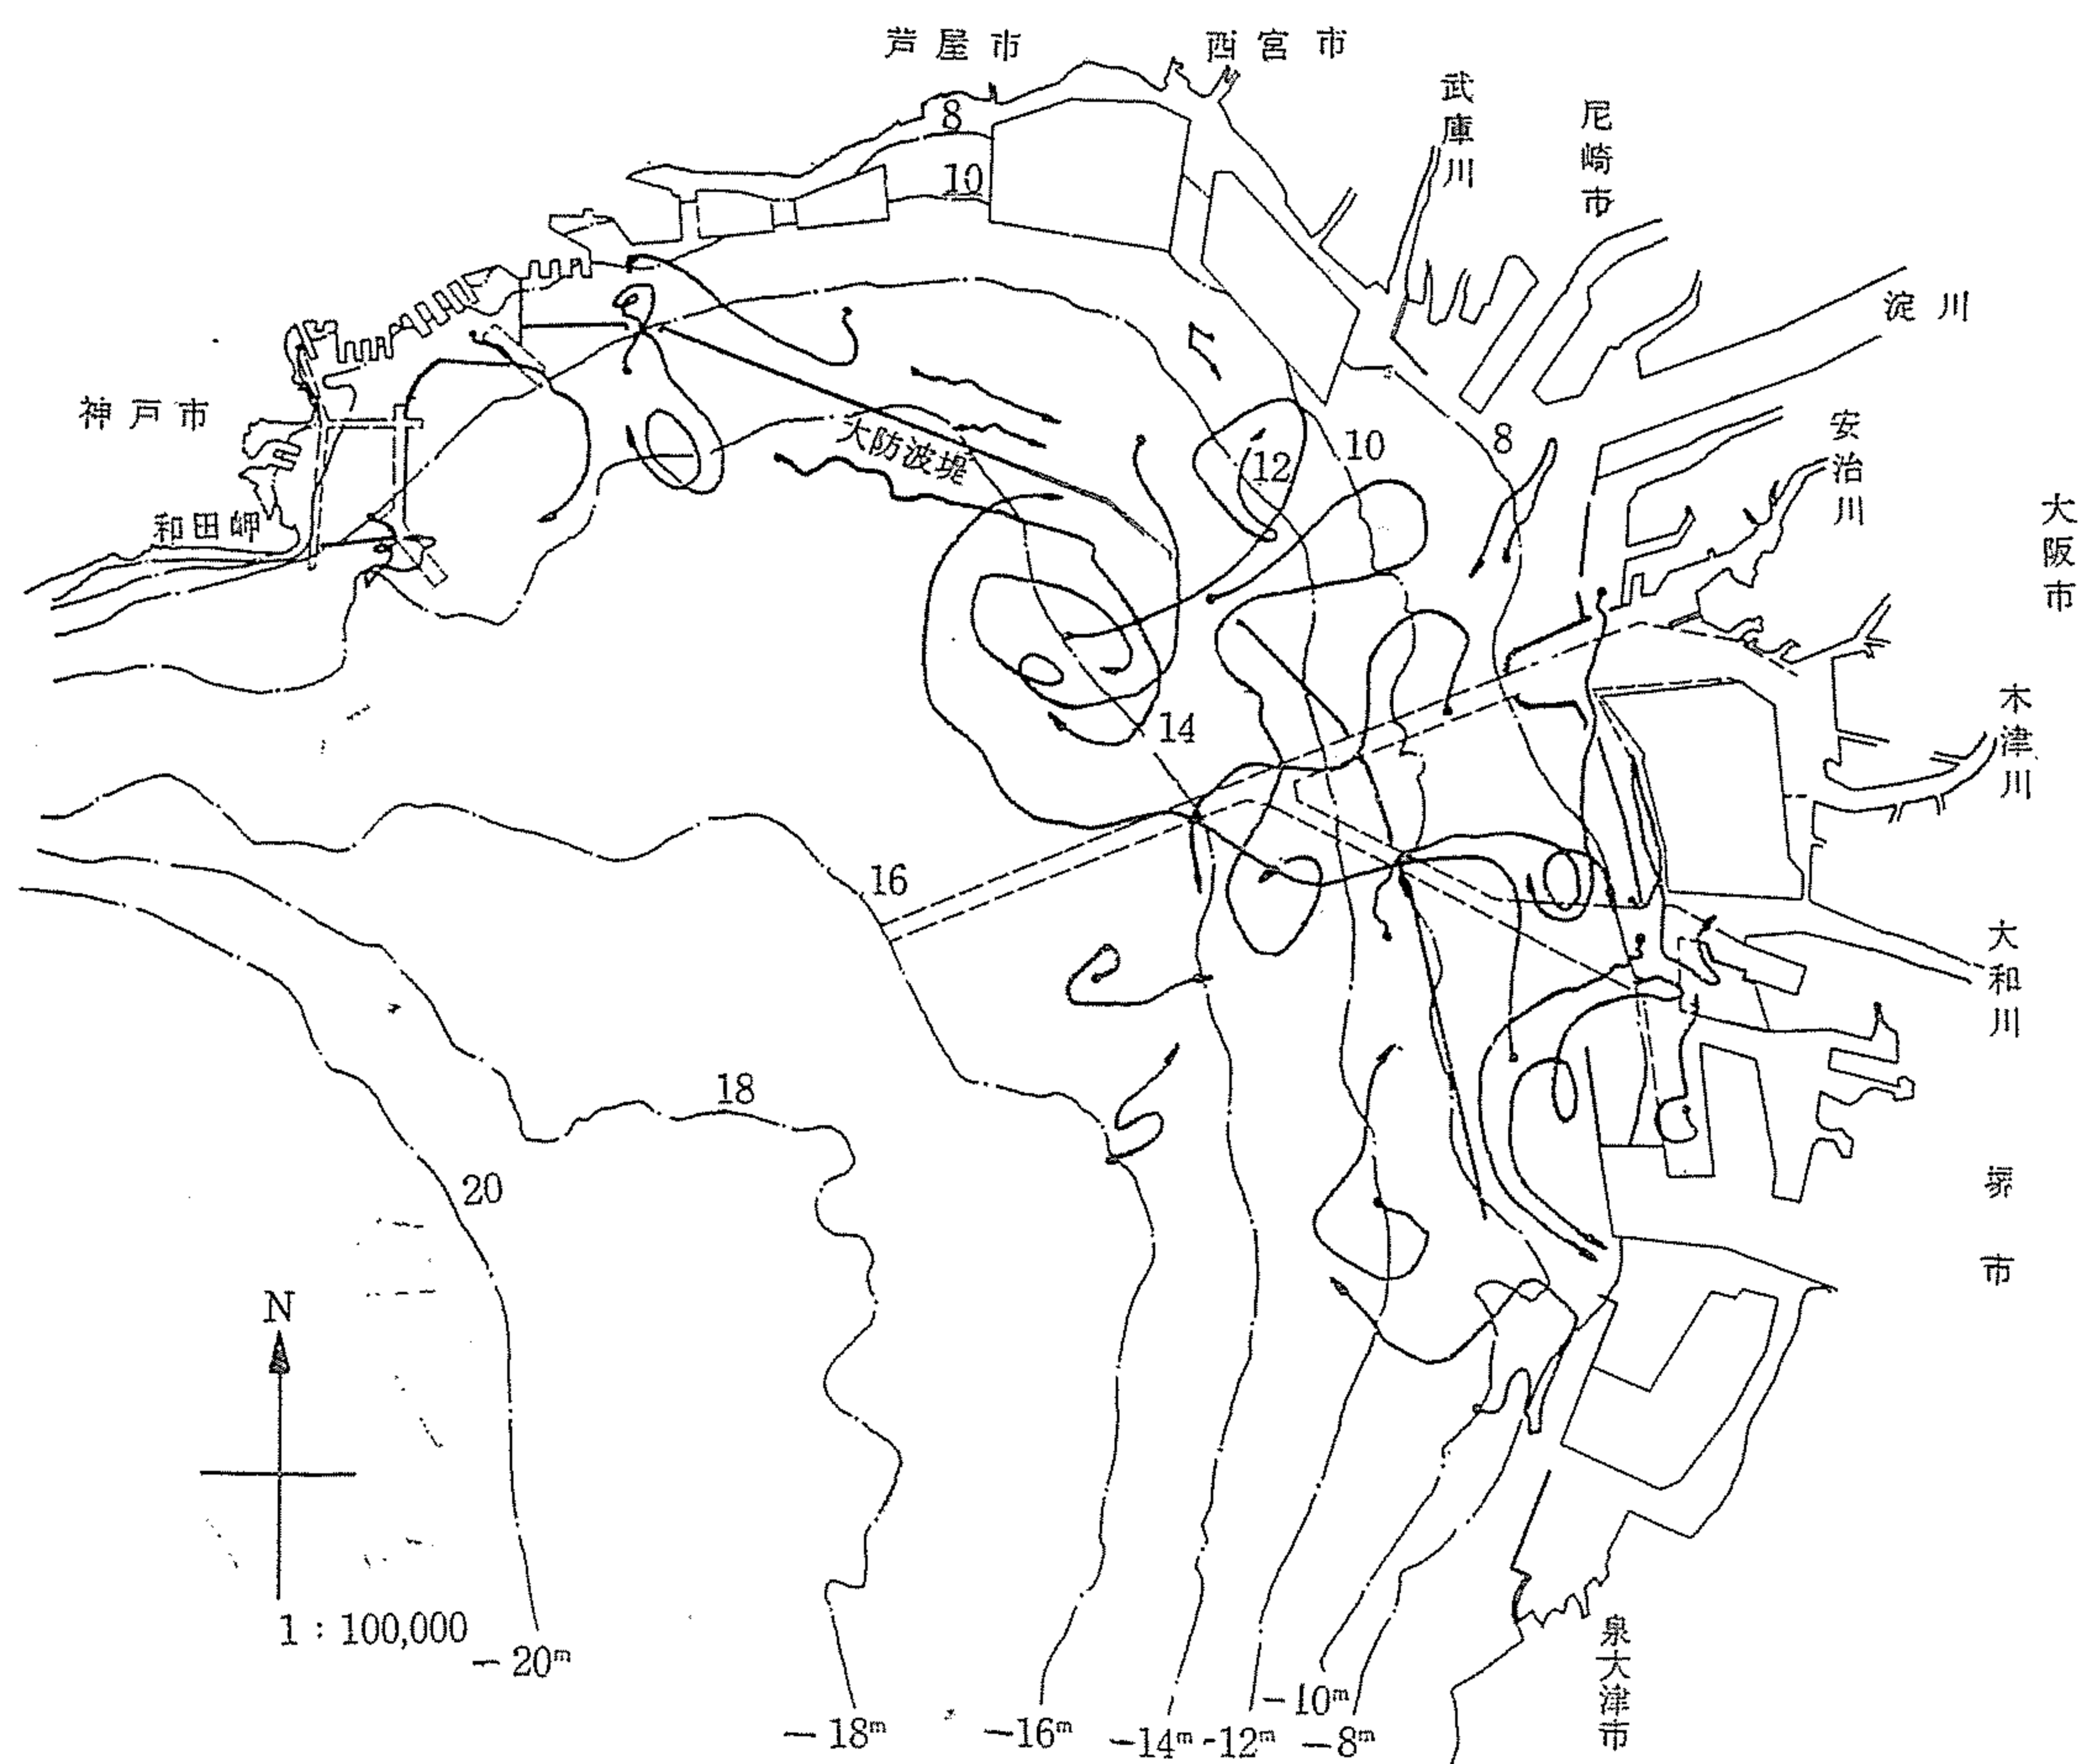 芦屋市
西宮市
武庫川
尼崎市
8
10
淀川
神戸市
安治川
大防波堤
12
10
8
大阪市
和田岬
木津川
14
16
大和川
18
20
堺市
N
1:100,000
-20m
-18m
-16m
-14m
-12m
-10m
-8m
泉大津市